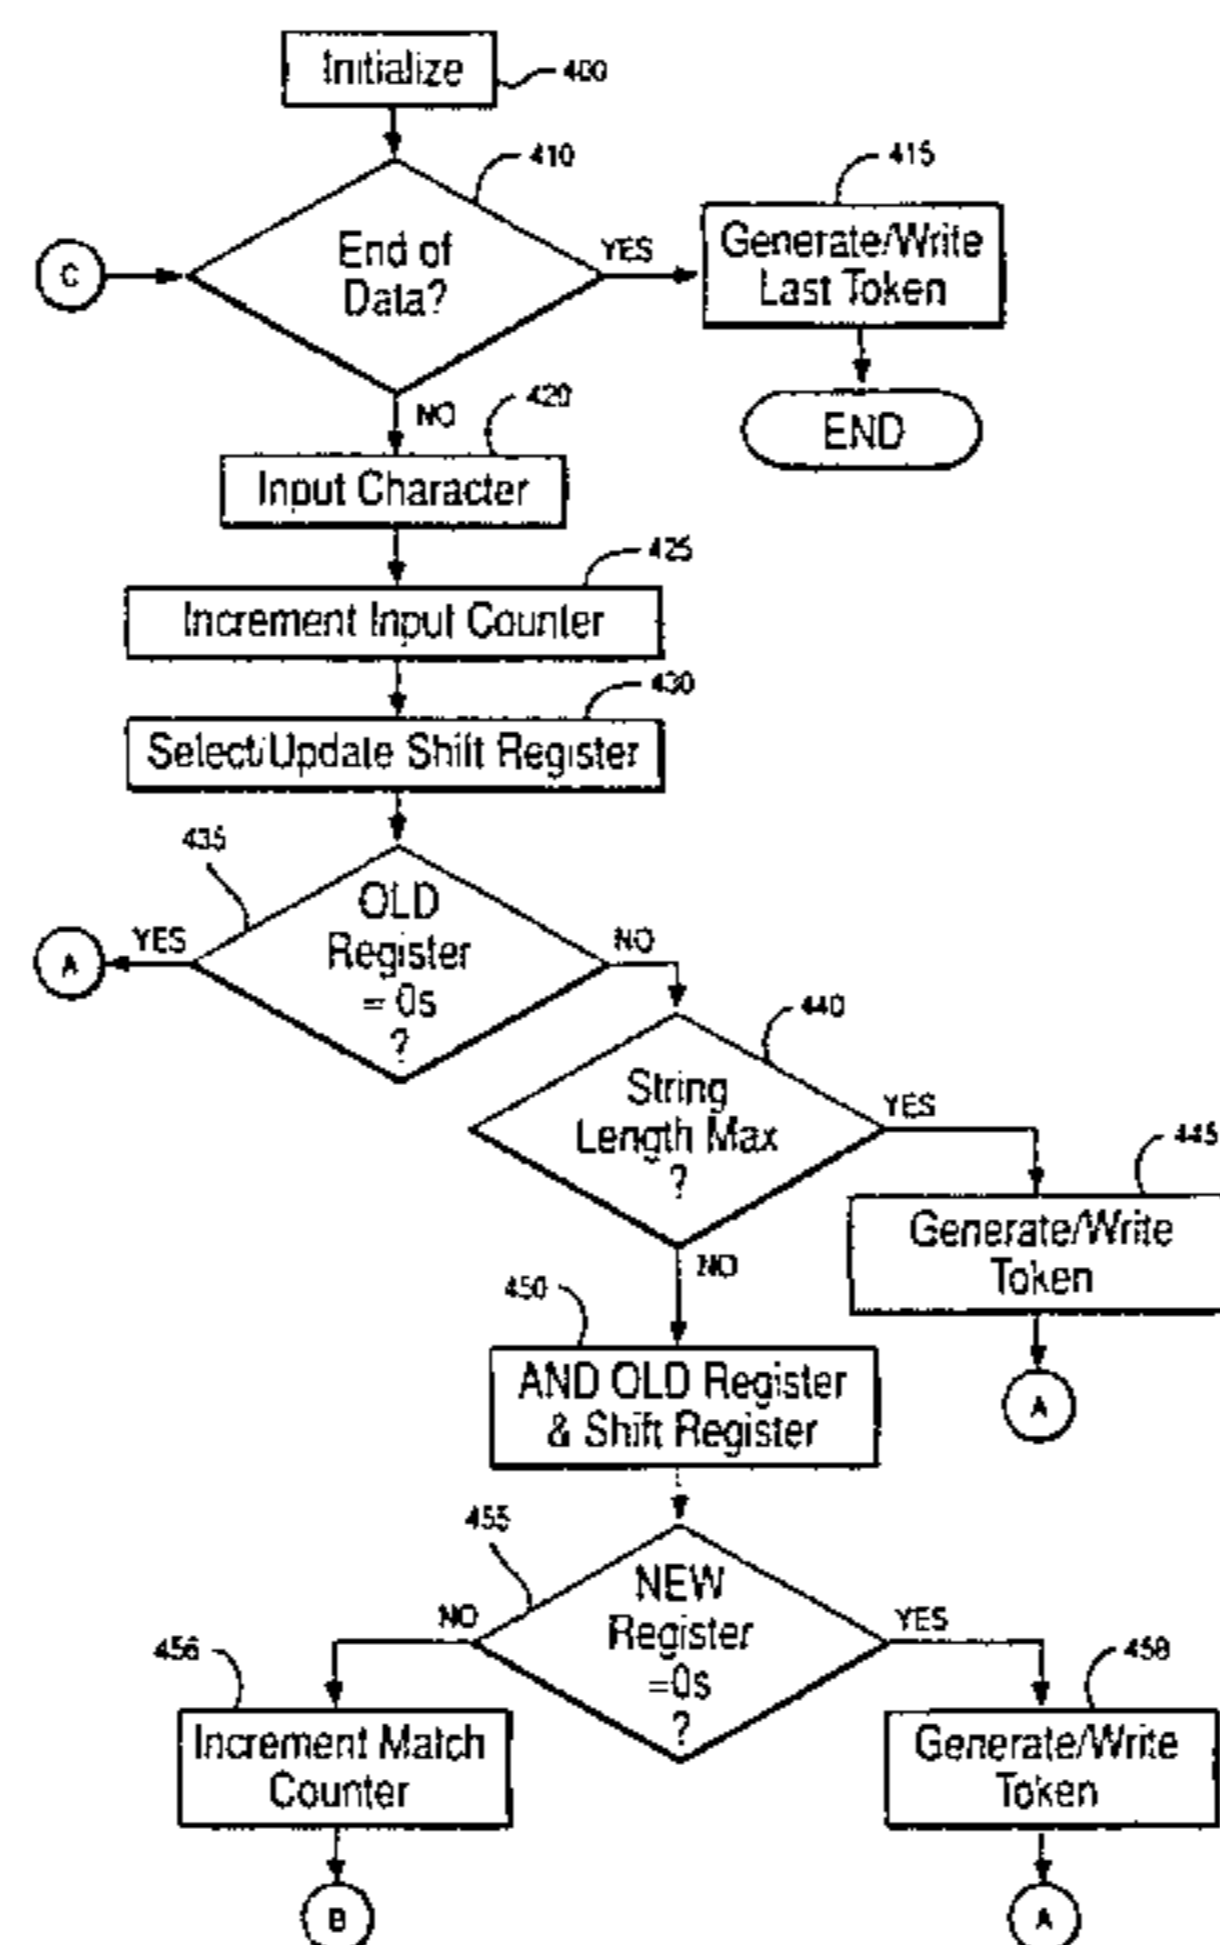 Initialize
400
410
415
C
End of
Data?
YES
Generate/Write
Last Token
END
NO
420
Input Character
425
Increment Input Counter
430
Select/Update Shift Register
435
OLD
Register
= 0s
?
YES
A
NO
440
String
Length Max
?
YES
445
Generate/Write
Token
A
NO
450
AND OLD Register
& Shift Register
455
NEW
Register
=0s
?
NO
YES
456
Increment Match
Counter
B
458
Generate/Write
Token
A